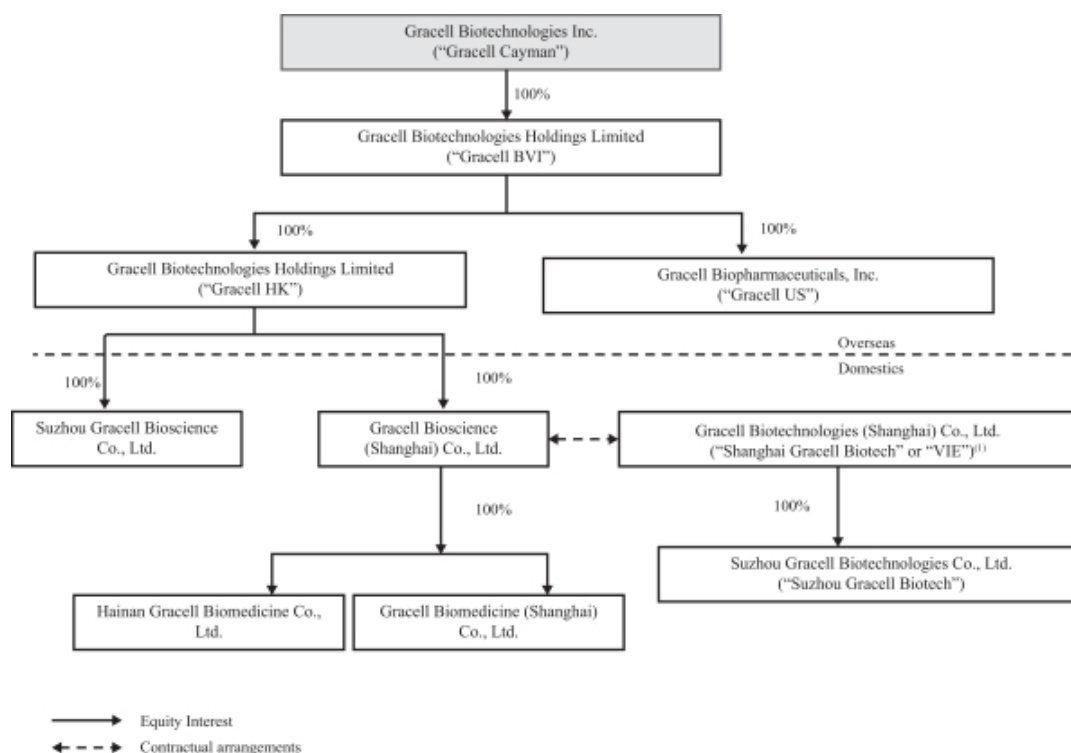 Gracell Biotechnologies Inc.
(“Gracell Cayman”)
100%
Gracell Biotechnologies Holdings Limited
(“Gracell BVI”)
100%
100%
Gracell Biotechnologies Holdings Limited
(“Gracell HK”)
Gracell Biopharmaceuticals, Inc.
(“Gracell US”)
Overseas
Domestics
100%
100%
Suzhou Gracell Bioscience
Co., Ltd.
Gracell Bioscience
(Shanghai) Co., Ltd.
Gracell Biotechnologies (Shanghai) Co., Ltd.
(“Shanghai Gracell Biotech” or “VIE”)(1)
100%
100%
Suzhou Gracell Biotechnologies Co., Ltd.
(“Suzhou Gracell Biotech”)
Hainan Gracell Biomedicine Co.,
Ltd.
Gracell Biomedicine (Shanghai)
Co., Ltd.
Equity Interest
Contractual arrangements